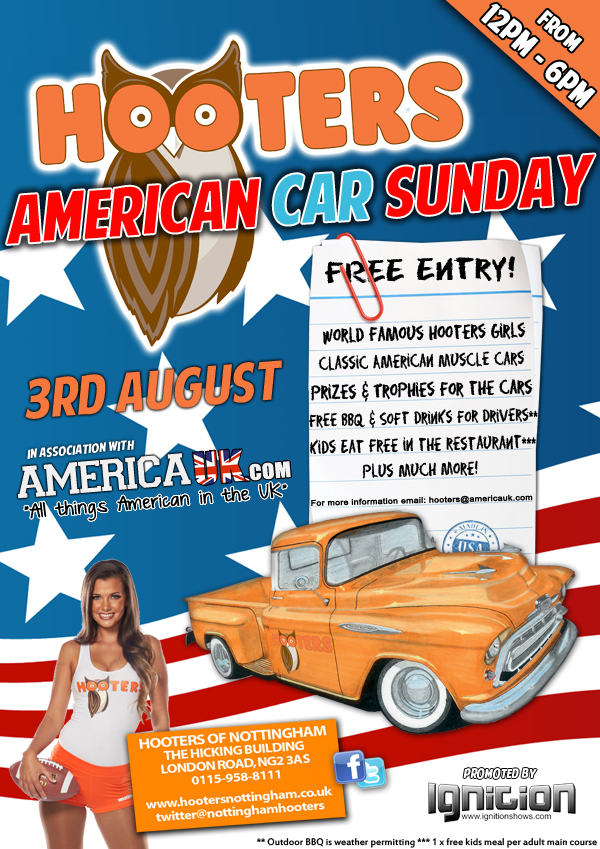 FROM
12PM - 6PM
HOOTERS
AMERICAN CAR SUNDAY
FREE ENTRY!
WORLD FAMOUS HOOTERS GIRLS
CLASSIC AMERICAN MUSCLE CARS
PRIZES & TROPHIES FOR THE CARS
FREE BBQ & SOFT DRINKS FOR DRIVERS**
KIDS EAT FREE IN THE RESTAURANT***
PLUS MUCH MORE!
For more information email: hooters@americauk.com
3RD AUGUST
IN ASSOCIATION WITH
AMERICA UK.COM
"All things American in the UK"
MADE IN
USA
HOOTERS
HOOTERS
HOOTERS OF NOTTINGHAM
THE HICKING BUILDING
LONDON ROAD, NG2 3AS
0115-958-8111
www.hootersnottingham.co.uk
twitter@nottinghamhooters
PROMOTED BY
Ignition
www.ignitionshows.com
** Outdoor BBQ is weather permitting *** 1 x free kids meal per adult main course